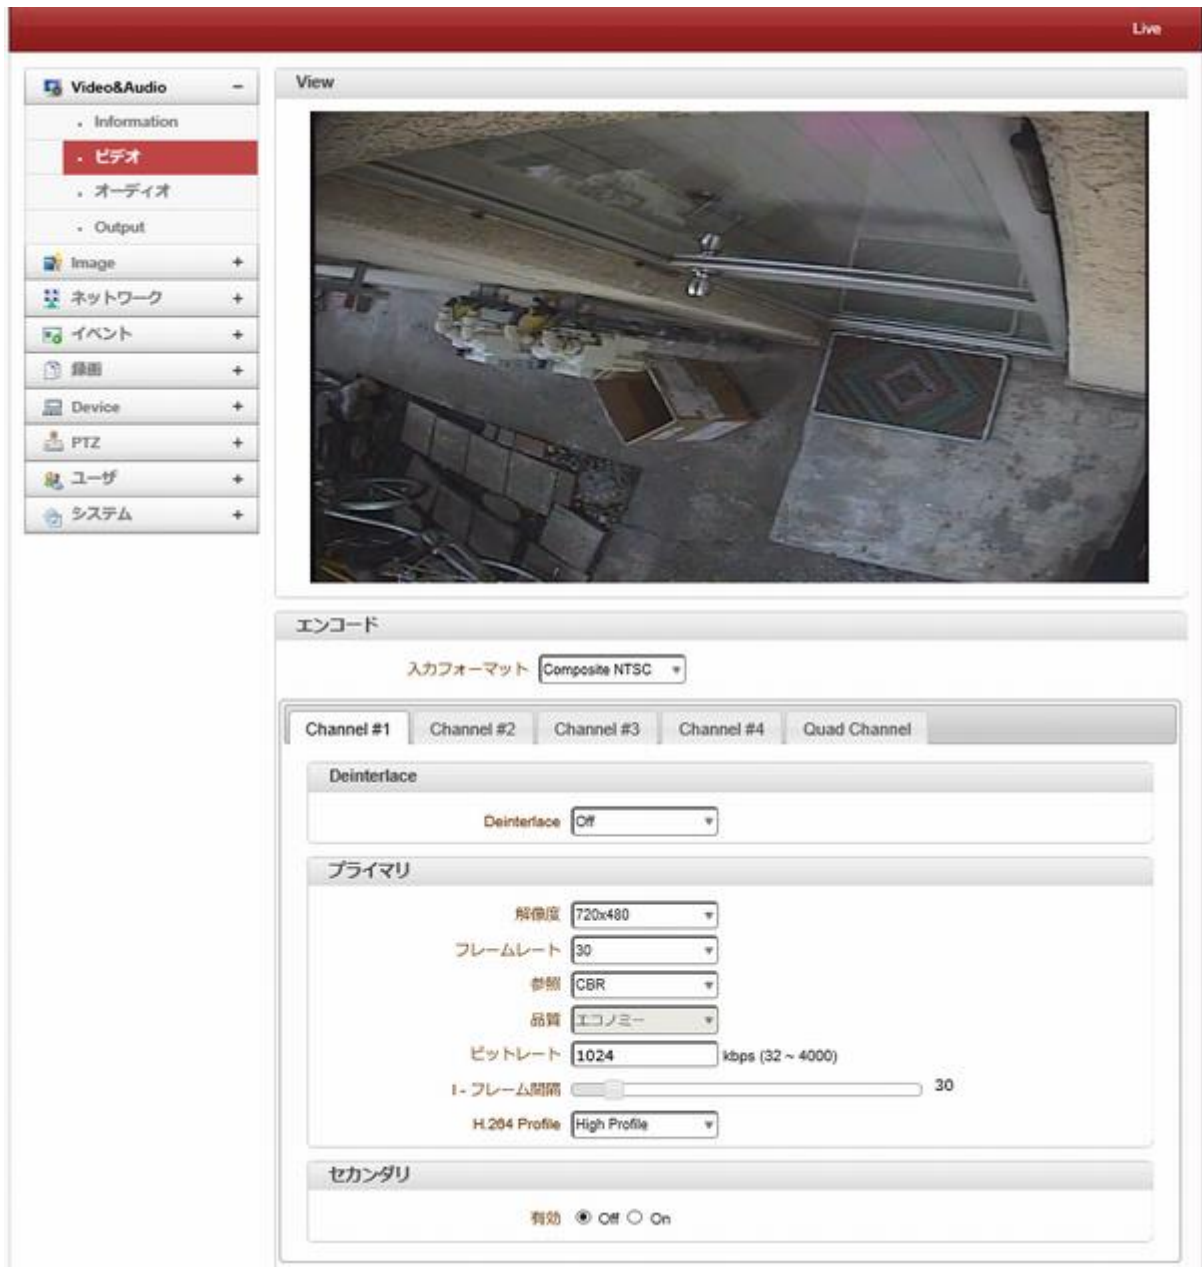 Live
Video&Audio −
. Information
. ビデオ
. オーディオ
. Output
Image +
ネットワーク +
イベント +
録画 +
Device +
PTZ +
ユーザ +
システム +
View
エンコード
入力フォーマット Composite NTSC
Channel #1 Channel #2 Channel #3 Channel #4 Quad Channel
Deinterlace
Deinterlace Off
プライマリ
解像度 720x480
フレームレート 30
参照 CBR
品質 エコノミー
ビットレート 1024 kbps (32 ~ 4000)
I - フレーム間隔 30
H.264 Profile High Profile
セカンダリ
有効 Off On